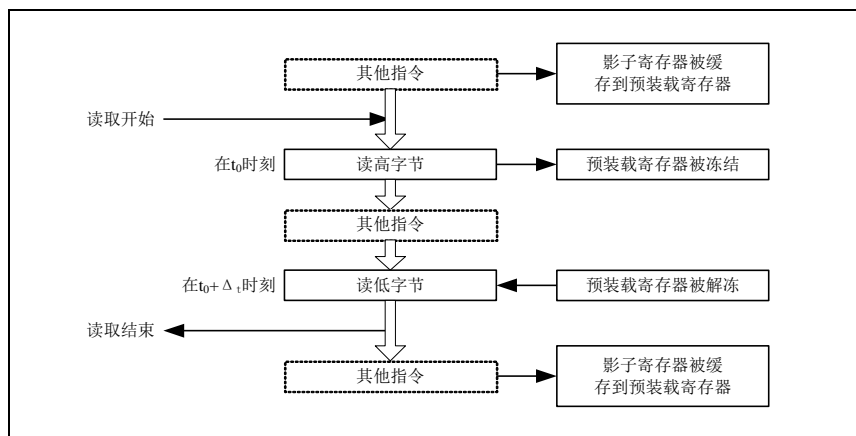 其他指令
影子寄存器被缓
存到预装载寄存器
读取开始
在t₀时刻
读高字节
预装载寄存器被冻结
其他指令
在t₀+Δₜ时刻
读低字节
预装载寄存器被解冻
读取结束
其他指令
影子寄存器被缓
存到预装载寄存器